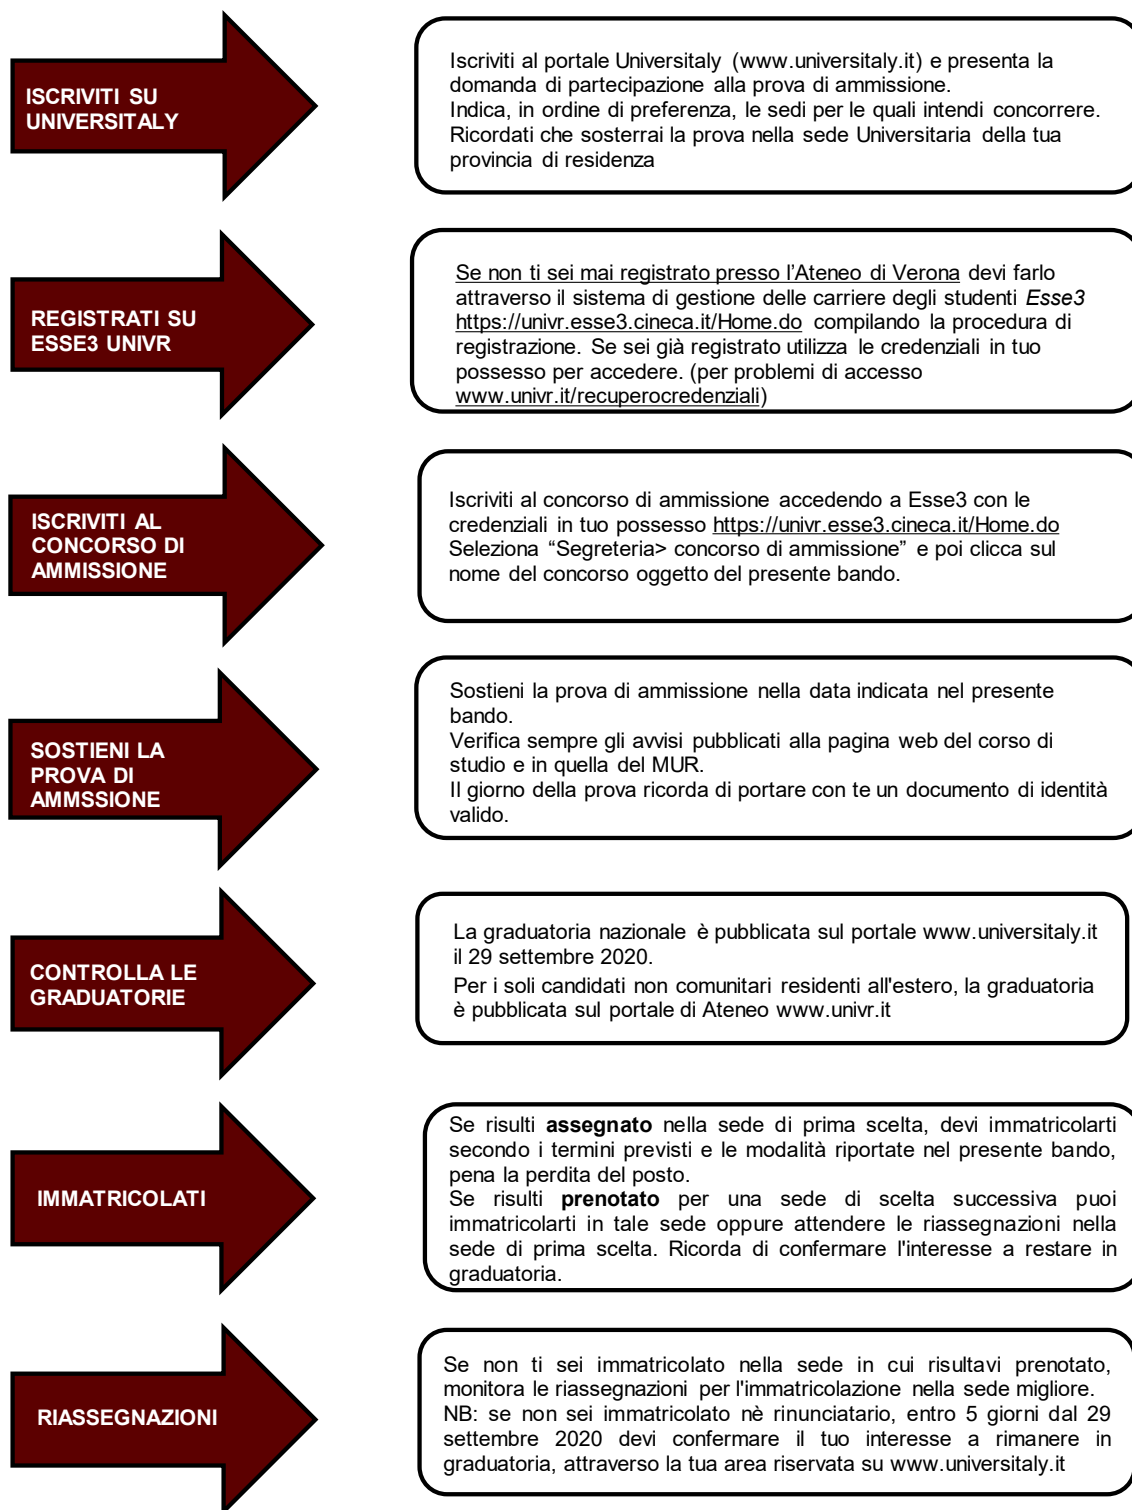 ISCRIVITI SU
UNIVERSITALY
Iscriviti al portale Universitaly (www.universitaly.it) e presenta la
domanda di partecipazione alla prova di ammissione.
Indica, in ordine di preferenza, le sedi per le quali intendi concorrere.
Ricordati che sosterrai la prova nella sede Universitaria della tua
provincia di residenza
REGISTRATI SU
ESSE3 UNIVR
Se non ti sei mai registrato presso l'Ateneo di Verona devi farlo
attraverso il sistema di gestione delle carriere degli studenti Esse3
https://univr.esse3.cineca.it/Home.do compilando la procedura di
registrazione. Se sei già registrato utilizza le credenziali in tuo
possesso per accedere. (per problemi di accesso
www.univr.it/recuperocredenziali)
ISCRIVITI AL
CONCORSO DI
AMMISSIONE
Iscriviti al concorso di ammissione accedendo a Esse3 con le
credenziali in tuo possesso https://univr.esse3.cineca.it/Home.do
Seleziona “Segreteria> concorso di ammissione” e poi clicca sul
nome del concorso oggetto del presente bando.
SOSTIENI LA
PROVA DI
AMMSSIONE
Sostieni la prova di ammissione nella data indicata nel presente
bando.
Verifica sempre gli avvisi pubblicati alla pagina web del corso di
studio e in quella del MUR.
Il giorno della prova ricorda di portare con te un documento di identità
valido.
CONTROLLA LE
GRADUATORIE
La graduatoria nazionale è pubblicata sul portale www.universitaly.it
il 29 settembre 2020.
Per i soli candidati non comunitari residenti all'estero, la graduatoria
è pubblicata sul portale di Ateneo www.univr.it
IMMATRICOLATI
Se risulti assegnato nella sede di prima scelta, devi immatricolarti
secondo i termini previsti e le modalità riportate nel presente bando,
pena la perdita del posto.
Se risulti prenotato per una sede di scelta successiva puoi
immatricolarti in tale sede oppure attendere le riassegnazioni nella
sede di prima scelta. Ricorda di confermare l'interesse a restare in
graduatoria.
RIASSEGNAZIONI
Se non ti sei immatricolato nella sede in cui risultavi prenotato,
monitora le riassegnazioni per l'immatricolazione nella sede migliore.
NB: se non sei immatricolato nè rinunciatario, entro 5 giorni dal 29
settembre 2020 devi confermare il tuo interesse a rimanere in
graduatoria, attraverso la tua area riservata su www.universitaly.it